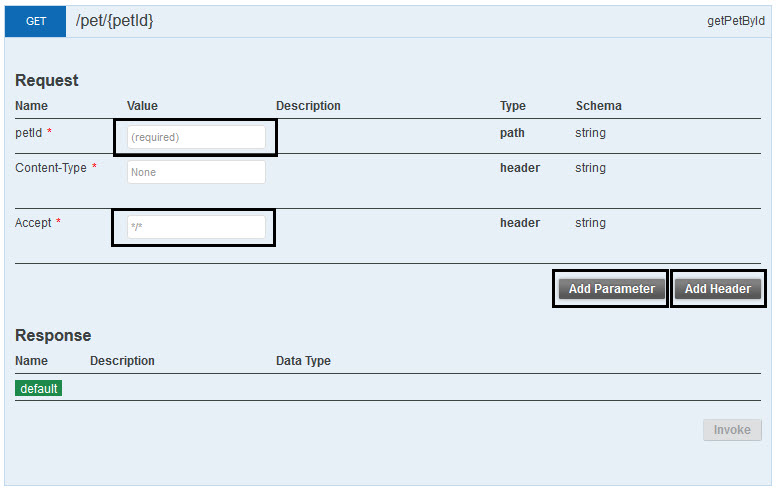 GET /pet/{petId} getPetById
Request
Name Value Description Type Schema
petId * (required) path string
Content-Type * None header string
Accept * */* header string
Add Parameter Add Header
Response
Name Description Data Type
default
Invoke